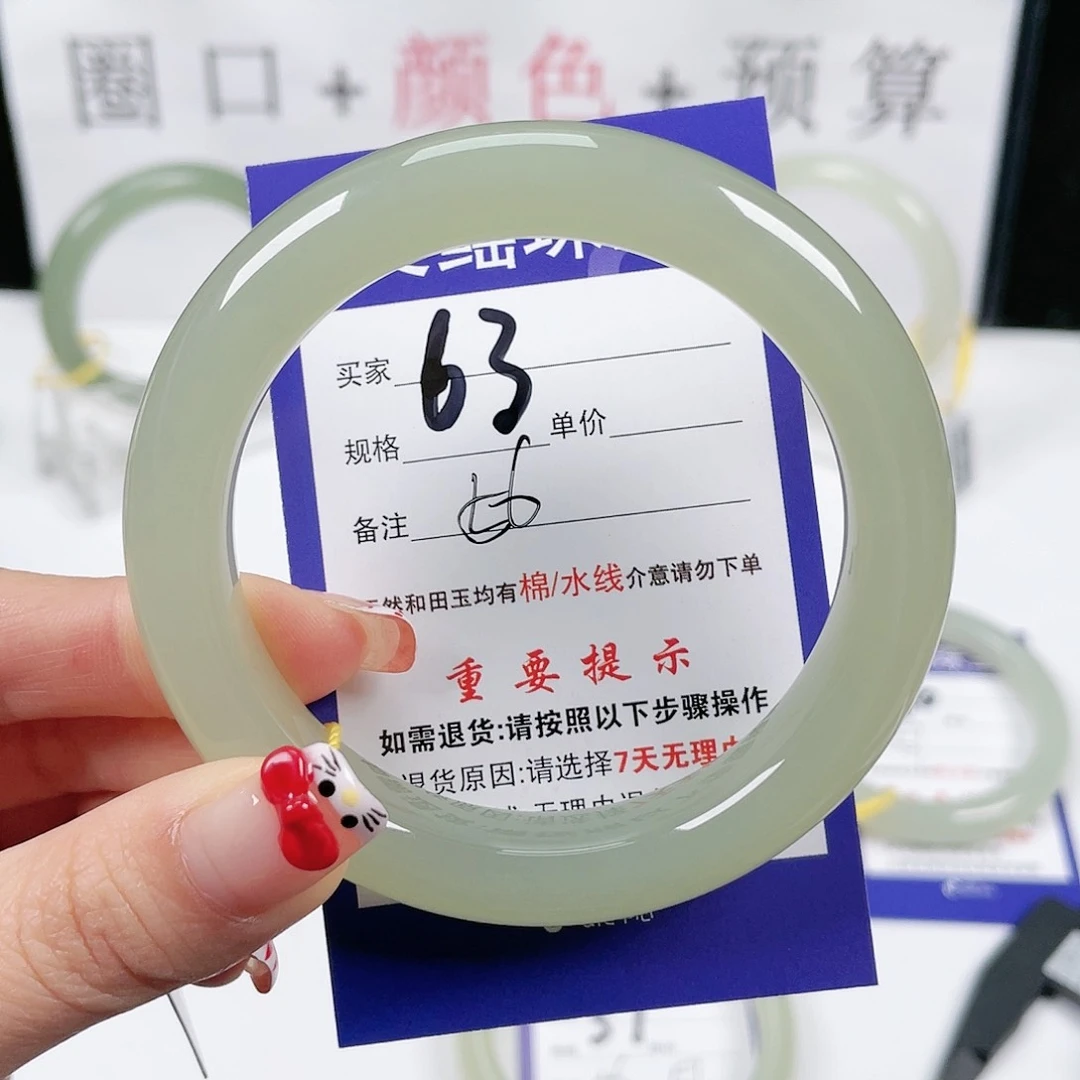 圈口+颜色+预算
买家 63
规格 单价
备注
然和田玉均有棉/水线介意请勿下单
重要提示
如需退货:请按照以下步骤操作
退货原因:请选择7天无理由
51